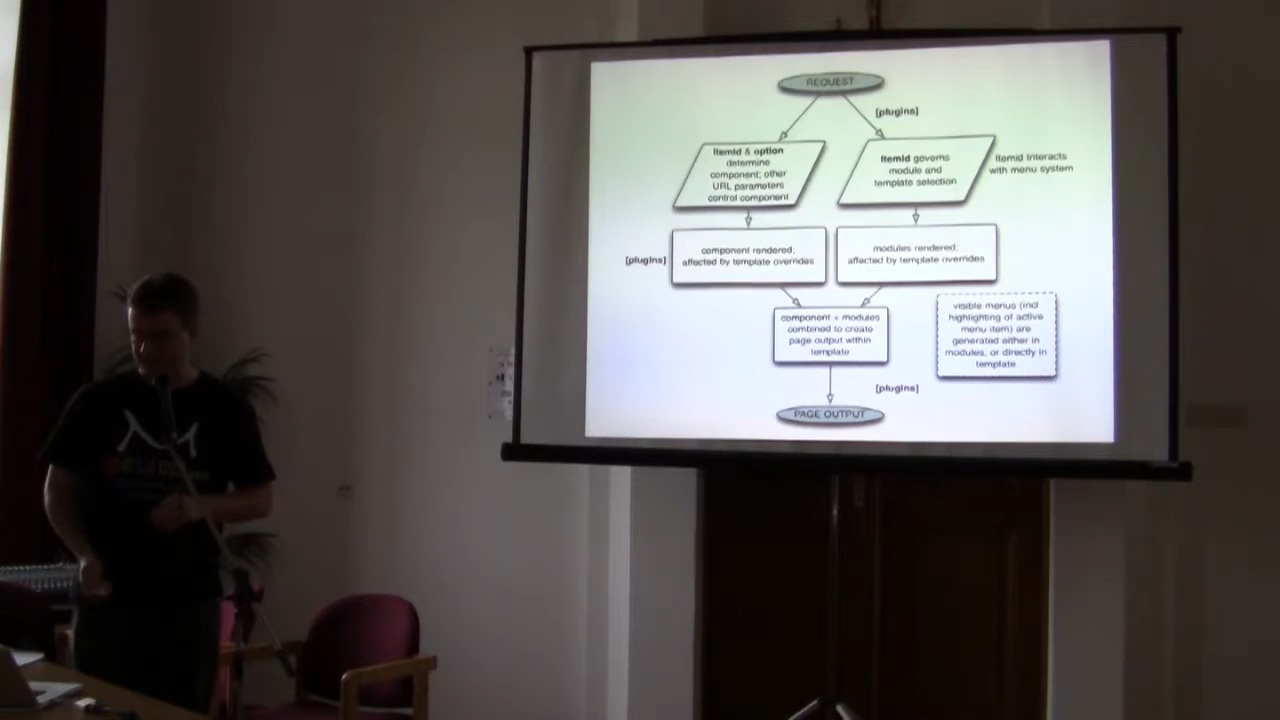 REQUEST
[plugins]
Itemid & option
determine
component; other
URL parameters
control component
Itemid governs
module and
template selection
Itemid interacts
with menu system
[plugins]
component rendered;
affected by template overrides
modules rendered;
affected by template overrides
component + modules
combined to create
page output within
template
visible menus (incl
highlighting of active
menu item) are
generated either in
modules, or directly in
template
[plugins]
PAGE OUTPUT